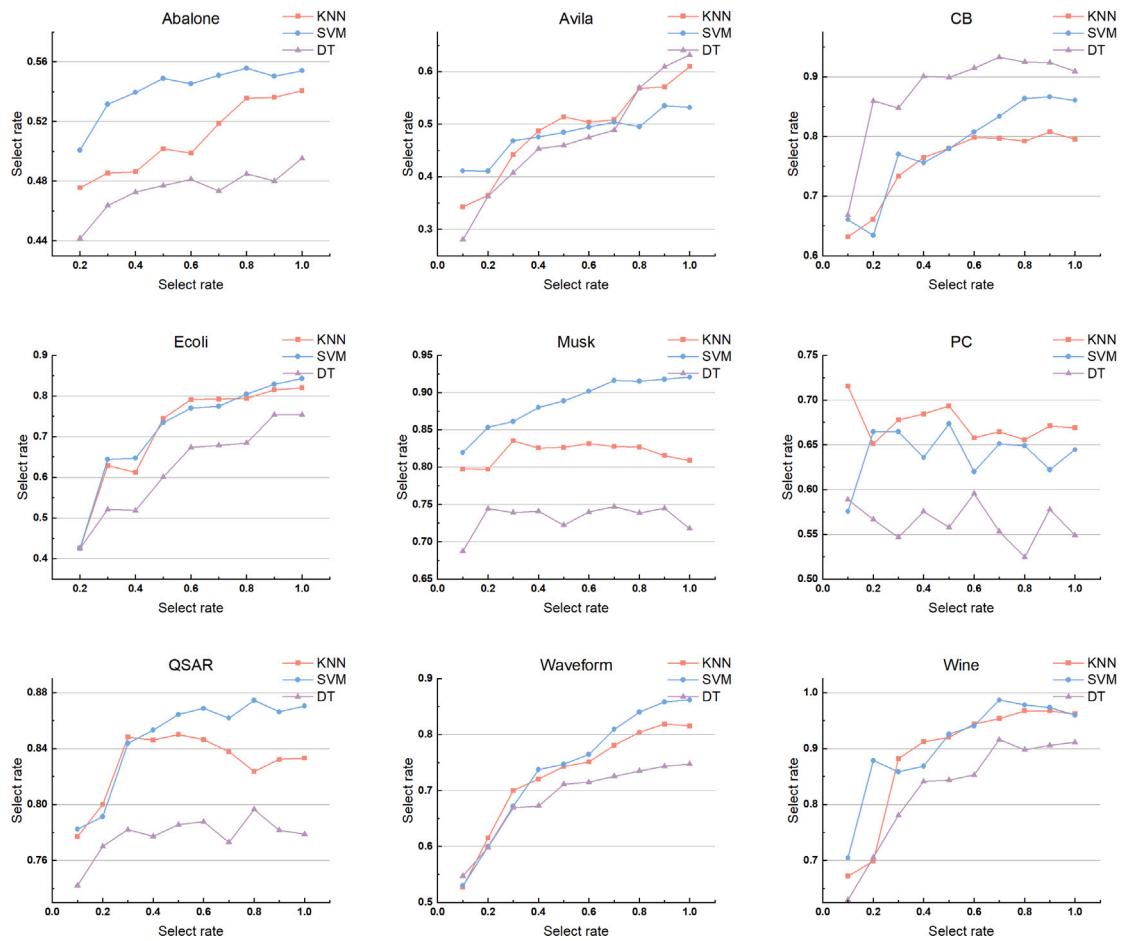 Abalone
KNN
SVM
DT
0.56
0.52
0.48
0.44
Select rate
0.2 0.4 0.6 0.8 1.0
Select rate
Avila
KNN
SVM
DT
0.6
0.5
0.4
0.3
Select rate
0.0 0.2 0.4 0.6 0.8 1.0
Select rate
CB
KNN
SVM
DT
0.9
0.8
0.7
0.6
Select rate
0.0 0.2 0.4 0.6 0.8 1.0
Select rate
Ecoli
KNN
SVM
DT
0.9
0.8
0.7
0.6
0.5
0.4
Select rate
0.2 0.4 0.6 0.8 1.0
Select rate
Musk
KNN
SVM
DT
0.95
0.90
0.85
0.80
0.75
0.70
0.65
Select rate
0.0 0.2 0.4 0.6 0.8 1.0
Select rate
PC
KNN
SVM
DT
0.75
0.70
0.65
0.60
0.55
0.50
Select rate
0.0 0.2 0.4 0.6 0.8 1.0
Select rate
QSAR
KNN
SVM
DT
0.88
0.84
0.80
0.76
Select rate
0.0 0.2 0.4 0.6 0.8 1.0
Select rate
Waveform
KNN
SVM
DT
0.9
0.8
0.7
0.6
0.5
Select rate
0.0 0.2 0.4 0.6 0.8 1.0
Select rate
Wine
KNN
SVM
DT
1.0
0.9
0.8
0.7
Select rate
0.0 0.2 0.4 0.6 0.8 1.0
Select rate